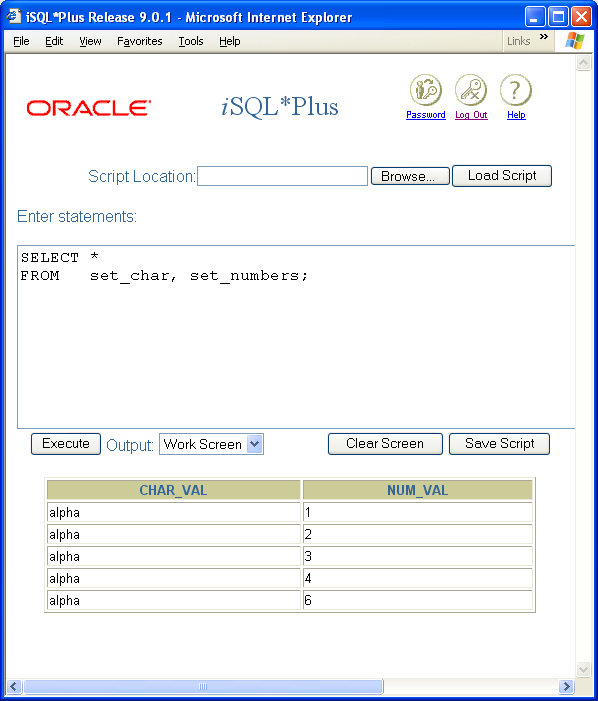 iSQL*Plus Release 9.0.1 - Microsoft Internet Explorer
File Edit View Favorites Tools Help Links »
ORACLE® iSQL*Plus
Password Log Out Help
Script Location: Browse... Load Script
Enter statements:
SELECT *
FROM   set_char, set_numbers;
Execute Output: Work Screen Clear Screen Save Script
CHAR_VAL NUM_VAL
alpha 1
alpha 2
alpha 3
alpha 4
alpha 6